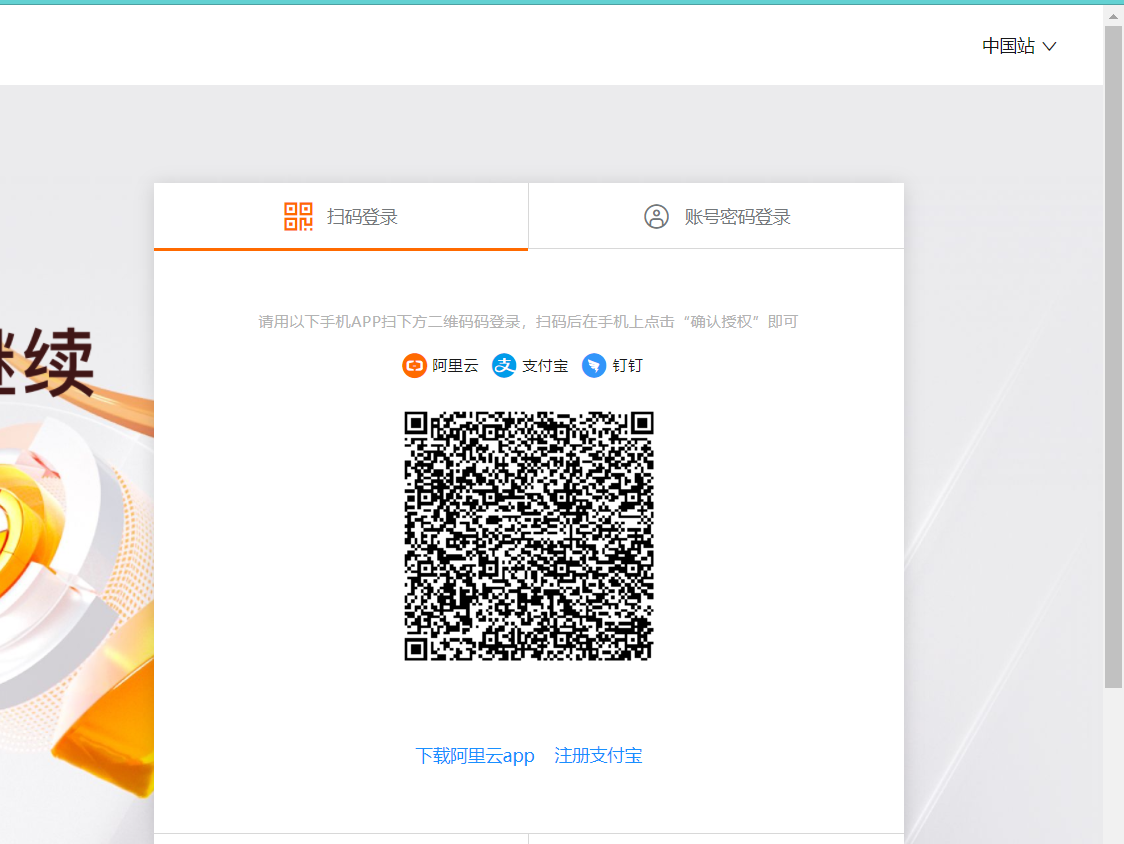 中国站
扫码登录
账号密码登录
请用以下手机APP扫下方二维码码登录，扫码后在手机上点击“确认授权”即可
阿里云 支付宝 钉钉
继续
下载阿里云app 注册支付宝